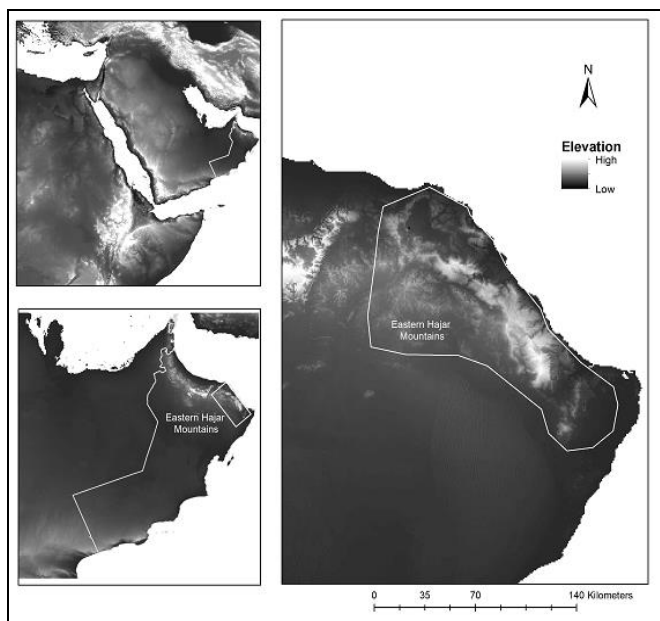 N
Elevation
High
Low
Eastern Hajar
Mountains
Eastern Hajar
Mountains
0 35 70 140 Kilometers